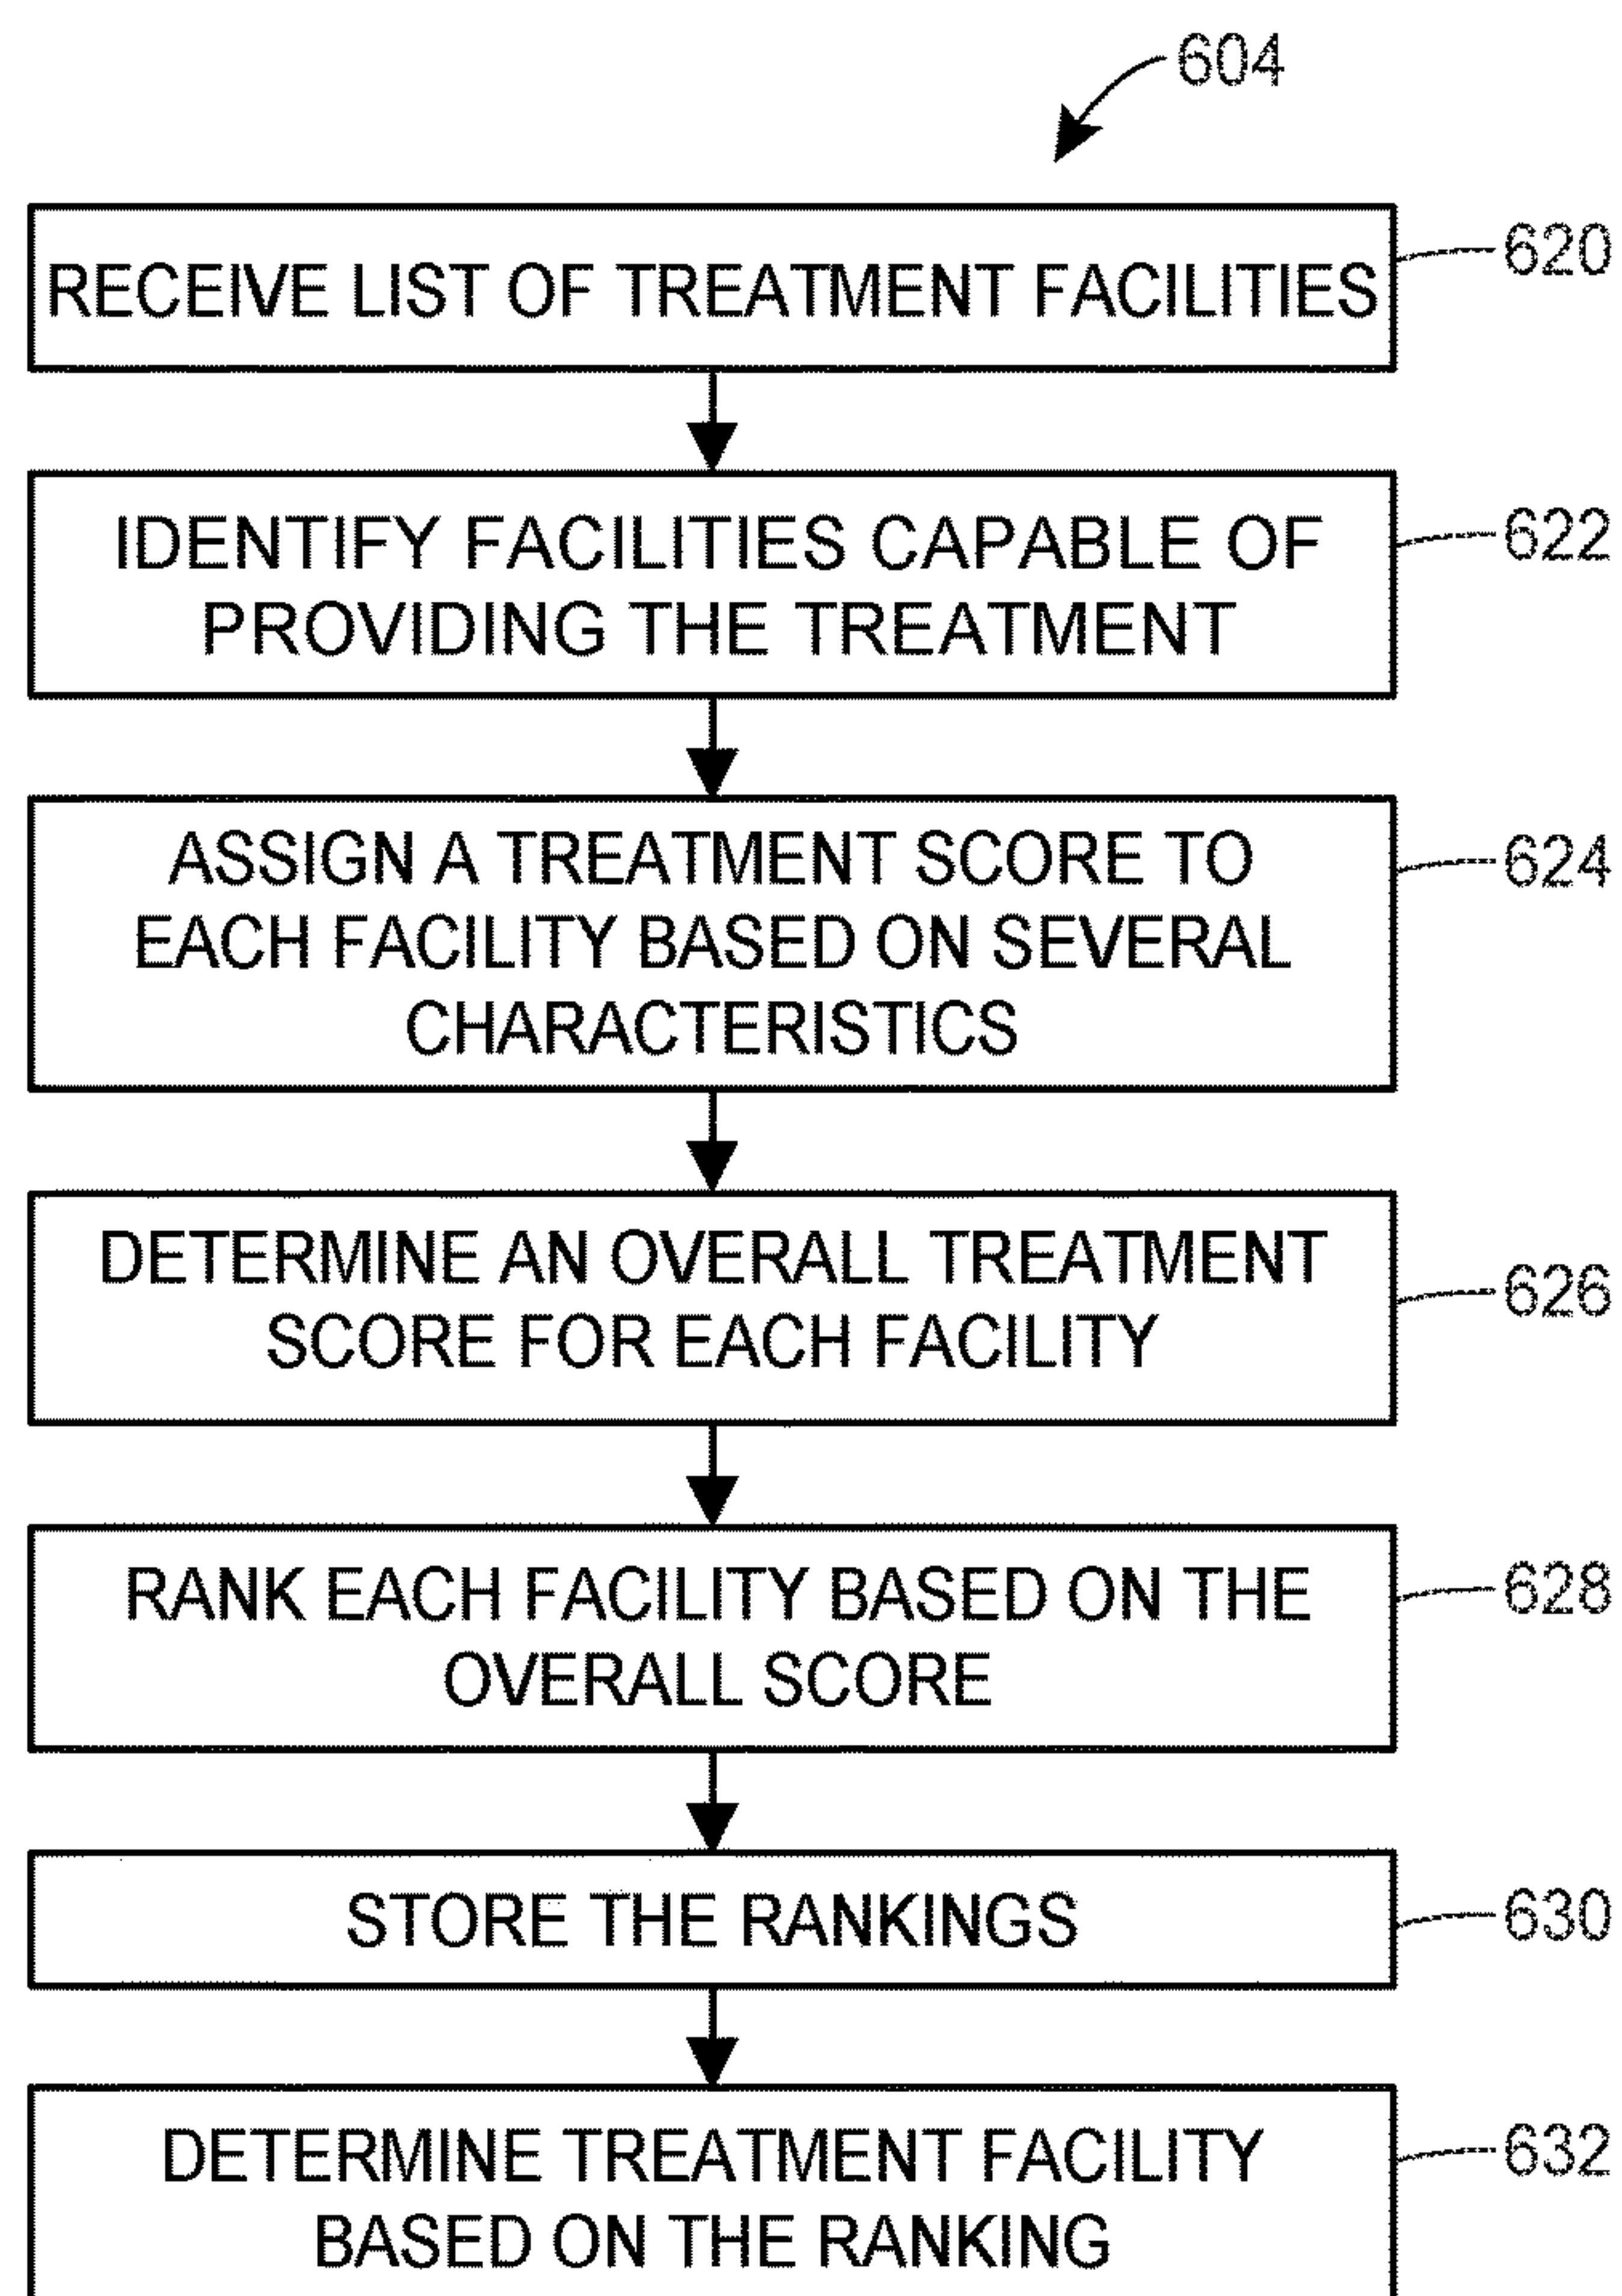 604
RECEIVE LIST OF TREATMENT FACILITIES
620
IDENTIFY FACILITIES CAPABLE OF
PROVIDING THE TREATMENT
622
ASSIGN A TREATMENT SCORE TO
EACH FACILITY BASED ON SEVERAL
CHARACTERISTICS
624
DETERMINE AN OVERALL TREATMENT
SCORE FOR EACH FACILITY
626
RANK EACH FACILITY BASED ON THE
OVERALL SCORE
628
STORE THE RANKINGS
630
DETERMINE TREATMENT FACILITY
BASED ON THE RANKING
632